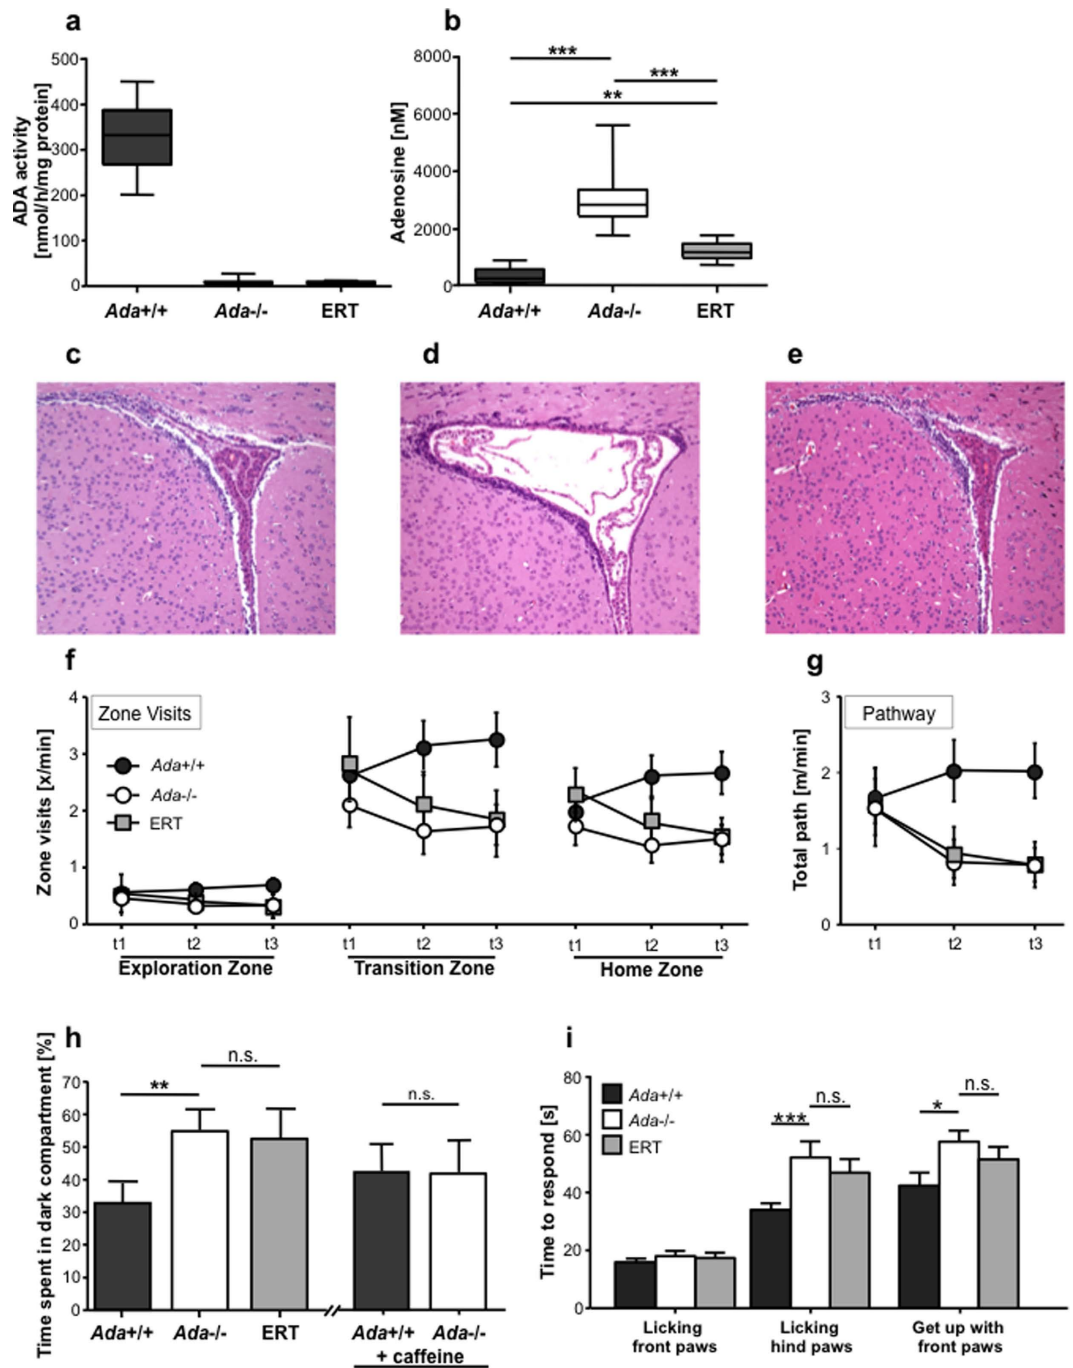 a
ADA activity
[nmol/h/mg protein]
500
400
300
200
100
0
Ada+/+
Ada-/-
ERT
b
Adenosine [nM]
8000
6000
4000
2000
0
***
***
**
Ada+/+
Ada-/-
ERT
c
d
e
f
Zone visits [x/min]
4
3
2
1
0
Zone Visits
Ada+/+
Ada-/-
ERT
t1 t2 t3
Exploration Zone
t1 t2 t3
Transition Zone
t1 t2 t3
Home Zone
g
Total path [m/min]
3
2
1
0
Pathway
t1 t2 t3
h
Time spent in dark compartment [%]
70
60
50
40
30
20
10
0
**
n.s.
n.s.
Ada+/+
Ada-/-
ERT
Ada+/+
Ada-/-
+ caffeine
i
Time to respond [s]
80
60
40
20
[s]
Ada+/+
Ada-/-
ERT
***
n.s.
*
n.s.
Licking
front paws
Licking
hind paws
Get up with
front paws